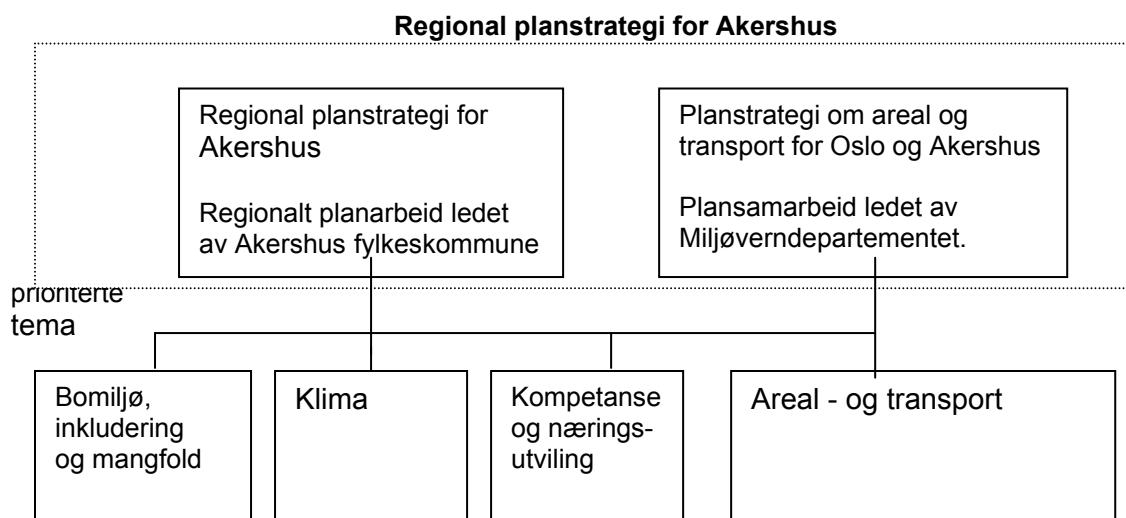 Regional planstrategi for Akershus
Regional planstrategi for
Akershus
Regionalt planarbeid ledet
av Akershus fylkeskommune
Planstrategi om areal og
transport for Oslo og Akershus
Plansamarbeid ledet av
Miljøverndepartementet.
prioriterte
tema
Bomiljø,
inkludering
og mangfold
Klima
Kompetanse
og nærings-
utviling
Areal - og transport